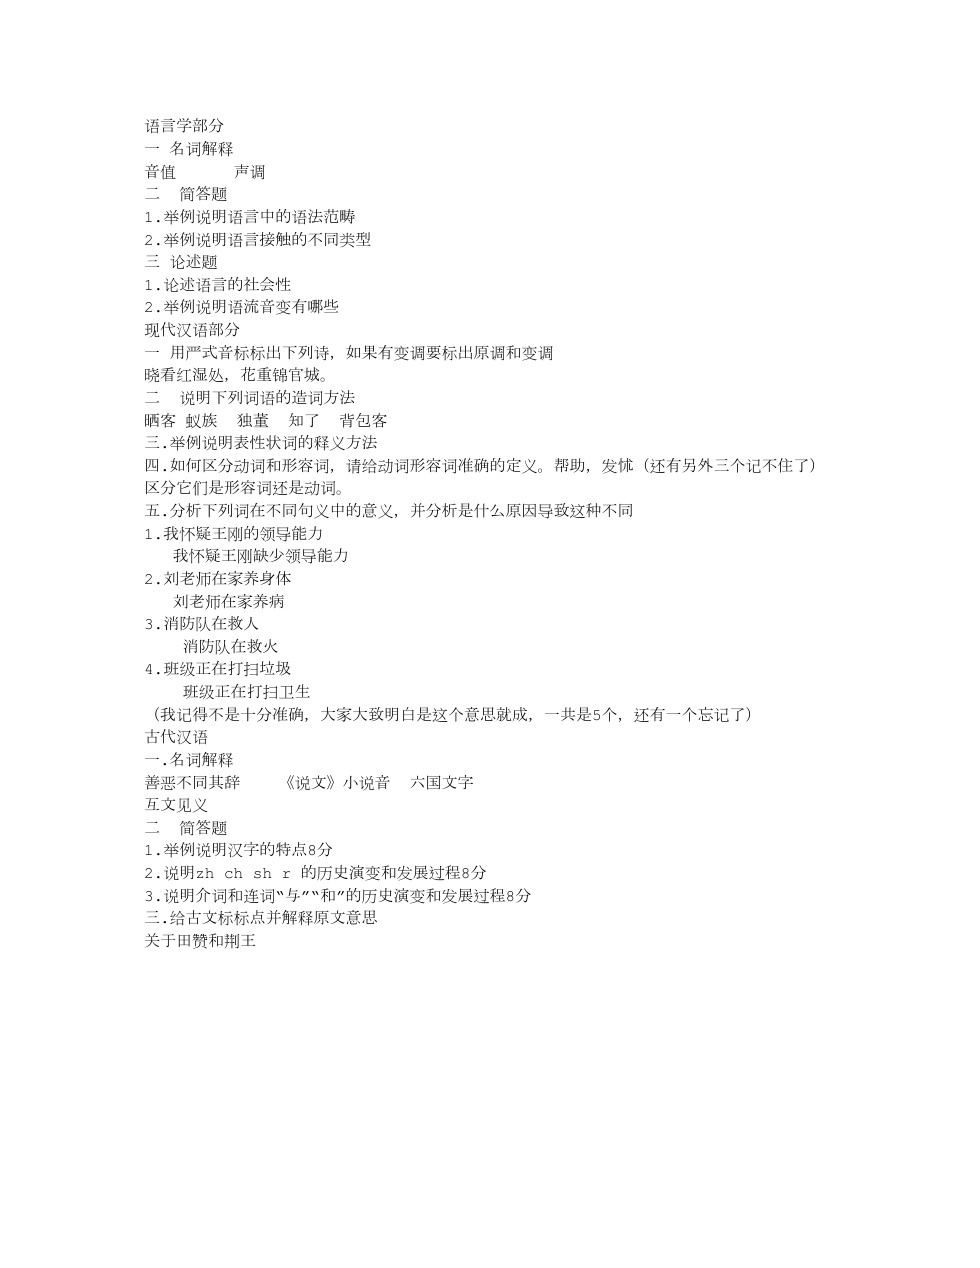 语言学部分
一 名词解释
音值 声调
二 简答题
1.举例说明语言中的语法范畴
2.举例说明语言接触的不同类型
三 论述题
1.论述语言的社会性
2.举例说明语流音变有哪些
现代汉语部分
一 用严式音标标出下列诗，如果有变调要标出原调和变调
晓看红湿处，花重锦官城。
二 说明下列词语的造词方法
晒客 蚁族 独董 知了 背包客
三.举例说明表性状词的释义方法
四.如何区分动词和形容词，请给动词形容词准确的定义。帮助，发怵（还有另外三个记不住了）
区分它们是形容词还是动词。
五.分析下列词在不同句义中的意义，并分析是什么原因导致这种不同
1.我怀疑王刚的领导能力
我怀疑王刚缺少领导能力
2.刘老师在家养身体
刘老师在家养病
3.消防队在救人
消防队在救火
4.班级正在打扫垃圾
班级正在打扫卫生
（我记得不是十分准确，大家大致明白是这个意思就成，一共是5个，还有一个忘记了）
古代汉语
一.名词解释
善恶不同其辞 《说文》小说音 六国文字
互文见义
二 简答题
1.举例说明汉字的特点8分
2.说明zh ch sh r 的历史演变和发展过程8分
3.说明介词和连词“与”“和”的历史演变和发展过程8分
三.给古文标标点并解释原文意思
关于田赞和荆王